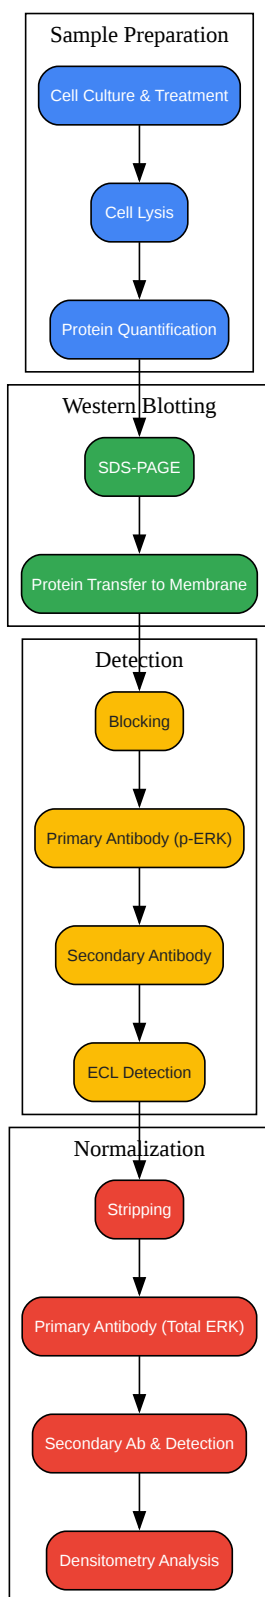 Sample Preparation
Cell Culture & Treatment
Cell Lysis
Protein Quantification
Western Blotting
SDS-PAGE
Protein Transfer to Membrane
Detection
Blocking
Primary Antibody (p-ERK)
Secondary Antibody
ECL Detection
Normalization
Stripping
Primary Antibody (Total ERK)
Secondary Ab & Detection
Densitometry Analysis